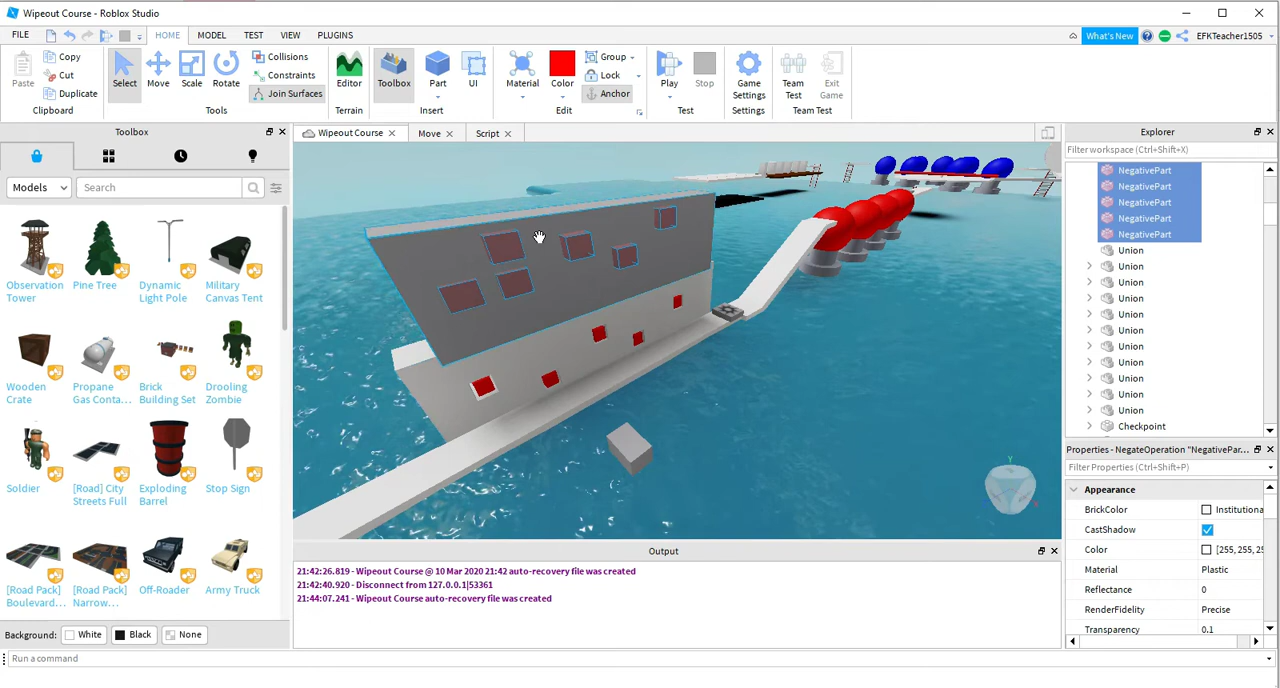 Wipeout Course - Roblox Studio
FILE HOME MODEL TEST VIEW PLUGINS What's New EFKTeacher1505
Paste Copy Cut Duplicate Clipboard
Select Move Scale Rotate Collisions Constraints Join Surfaces Tools
Editor Terrain
Toolbox Part UI Insert
Material Color Group Lock Anchor Edit
Play Stop Test
Game Settings Settings
Team Test Exit Game Team Test
Toolbox
Models Search
Observation Tower
Pine Tree
Dynamic Light Pole
Military Canvas Tent
Wooden Crate
Propane Gas Conta...
Brick Building Set
Drooling Zombie
Soldier
[Road] City Streets Full
Exploding Barrel
Stop Sign
[Road Pack] Boulevard...
[Road Pack] Narrow...
Off-Roader
Army Truck
Background: White Black None
Run a command
Wipeout Course Move Script
Y
Output
21:42:26.819 - Wipeout Course @ 10 Mar 2020 21:42 auto-recovery file was created
21:42:40.920 - Disconnect from 127.0.0.1|53361
21:44:07.241 - Wipeout Course auto-recovery file was created
Explorer
Filter workspace (Ctrl+Shift+X)
NegativePart
NegativePart
NegativePart
NegativePart
NegativePart
Union
Union
Union
Union
Union
Union
Union
Union
Union
Union
Union
Checkpoint
Properties - NegateOperation "NegativePar...
Filter Properties (Ctrl+Shift+P)
Appearance
BrickColor Instituona
CastShadow
Color [255, 255, 25
Material Plastic
Reflectance 0
RenderFidelity Precise
Transparency 0.1